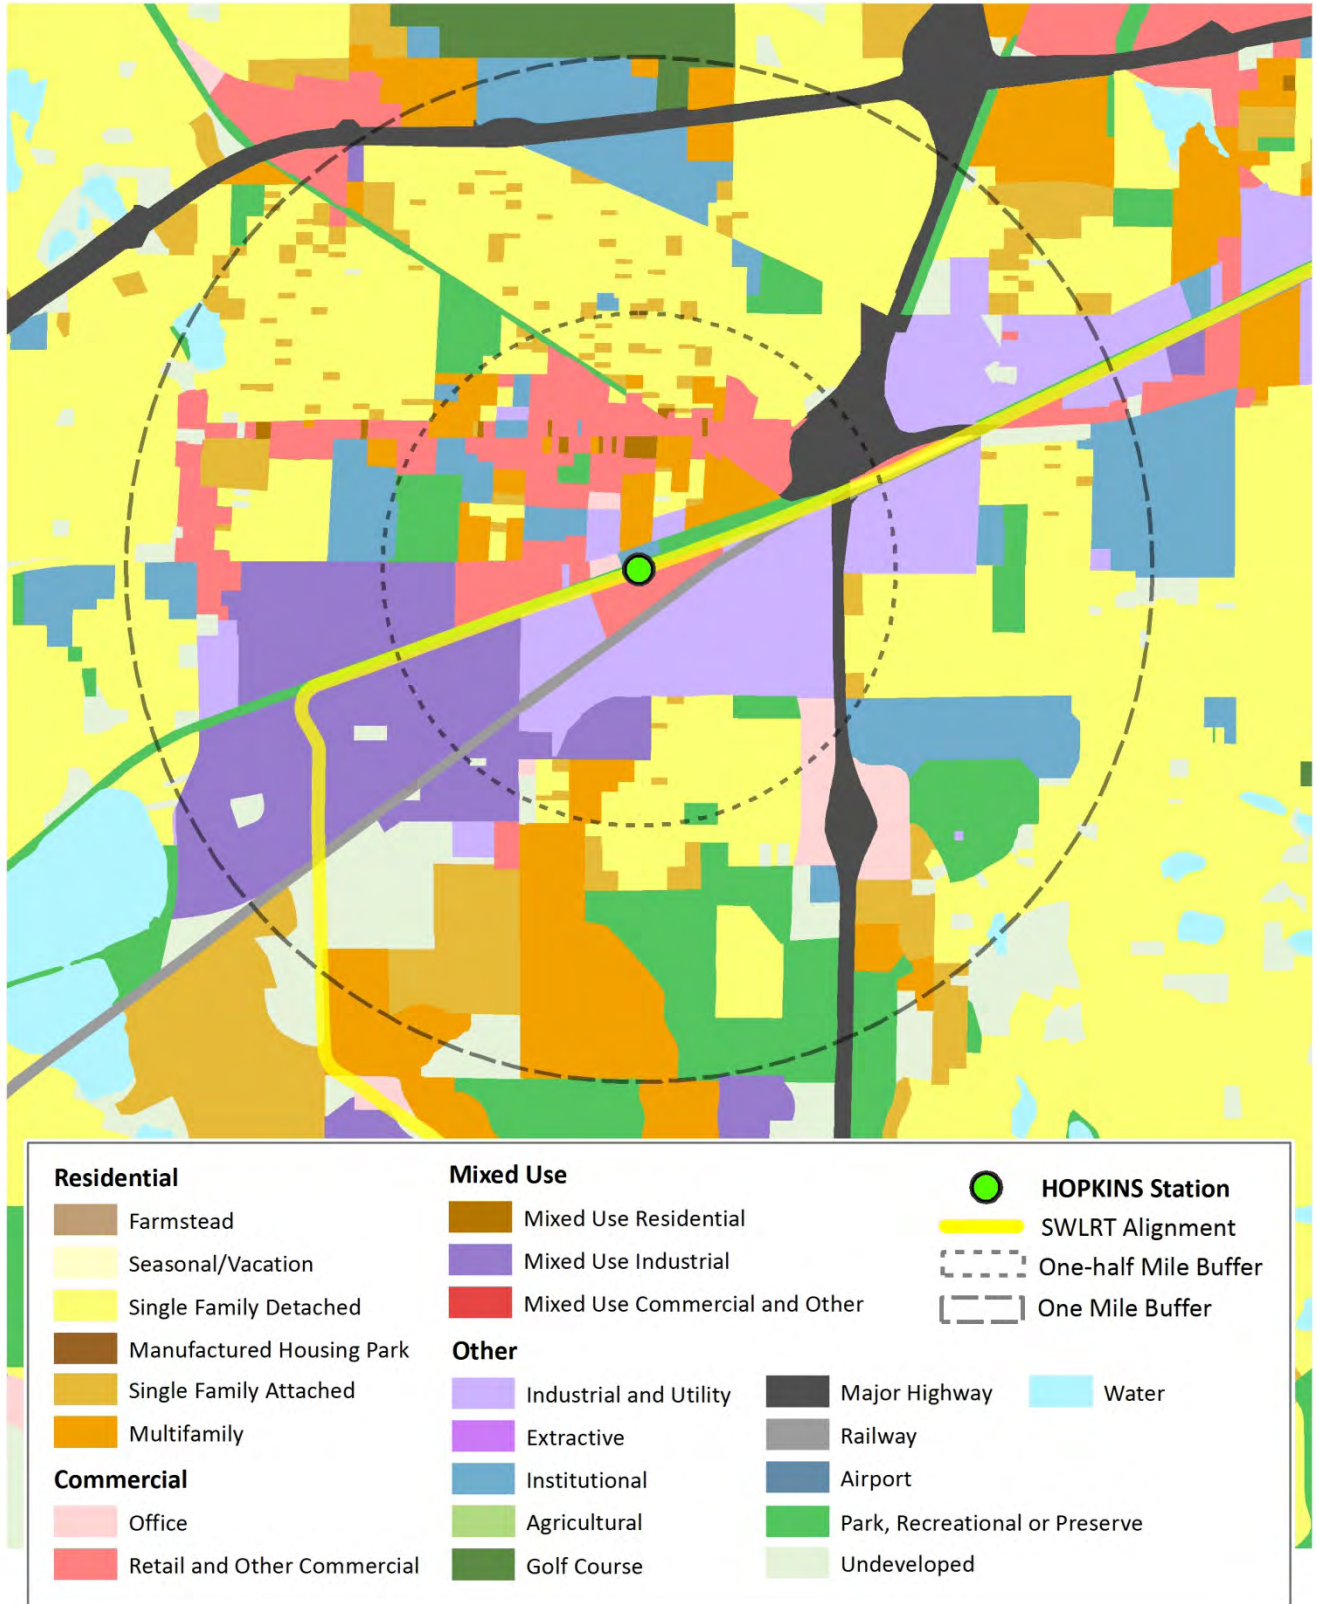 Residential
Farmstead
Seasonal/Vacation
Single Family Detached
Manufactured Housing Park
Single Family Attached
Multifamily
Commercial
Office
Retail and Other Commercial
Mixed Use
Mixed Use Residential
Mixed Use Industrial
Mixed Use Commercial and Other
Other
Industrial and Utility
Extractive
Institutional
Agricultural
Golf Course
Major Highway
Railway
Airport
Park, Recreational or Preserve
Undeveloped
Water
HOPKINS Station
SWLRT Alignment
One-half Mile Buffer
One Mile Buffer